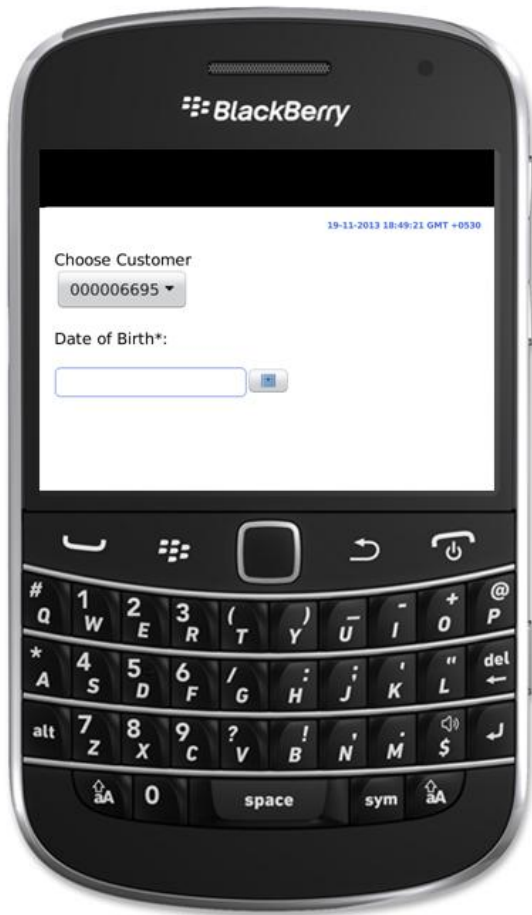 BlackBerry
19-11-2013 18:49:21 GMT +0530
Choose Customer
000006695
Date of Birth*:
# 1 2 3 ( ) _ - + @
Q W E R T Y U I O P
* 4 5 6 / : ; ' " del
A S D F G H J K L
alt 7 8 9 ? ! , .
Z X C V B N M $
aA 0 space sym aA